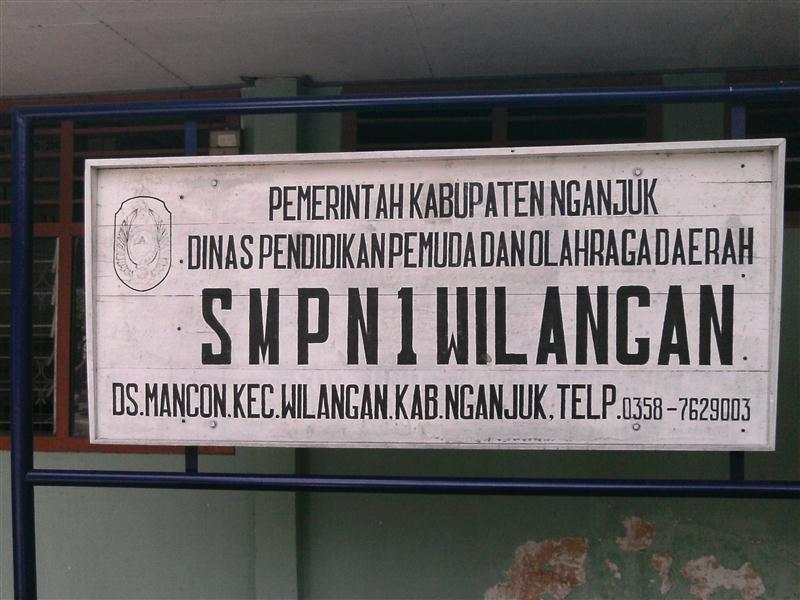 PEMERINTAH KABUPATEN NGANJUK
DINAS PENDIDIKAN PEMUDA DAN OLAHRAGA DAERAH
SMPN 1 WILANGAN
DS.MANCON.KEC.WILANGAN.KAB.NGANJUK, TELP.0358-7629003